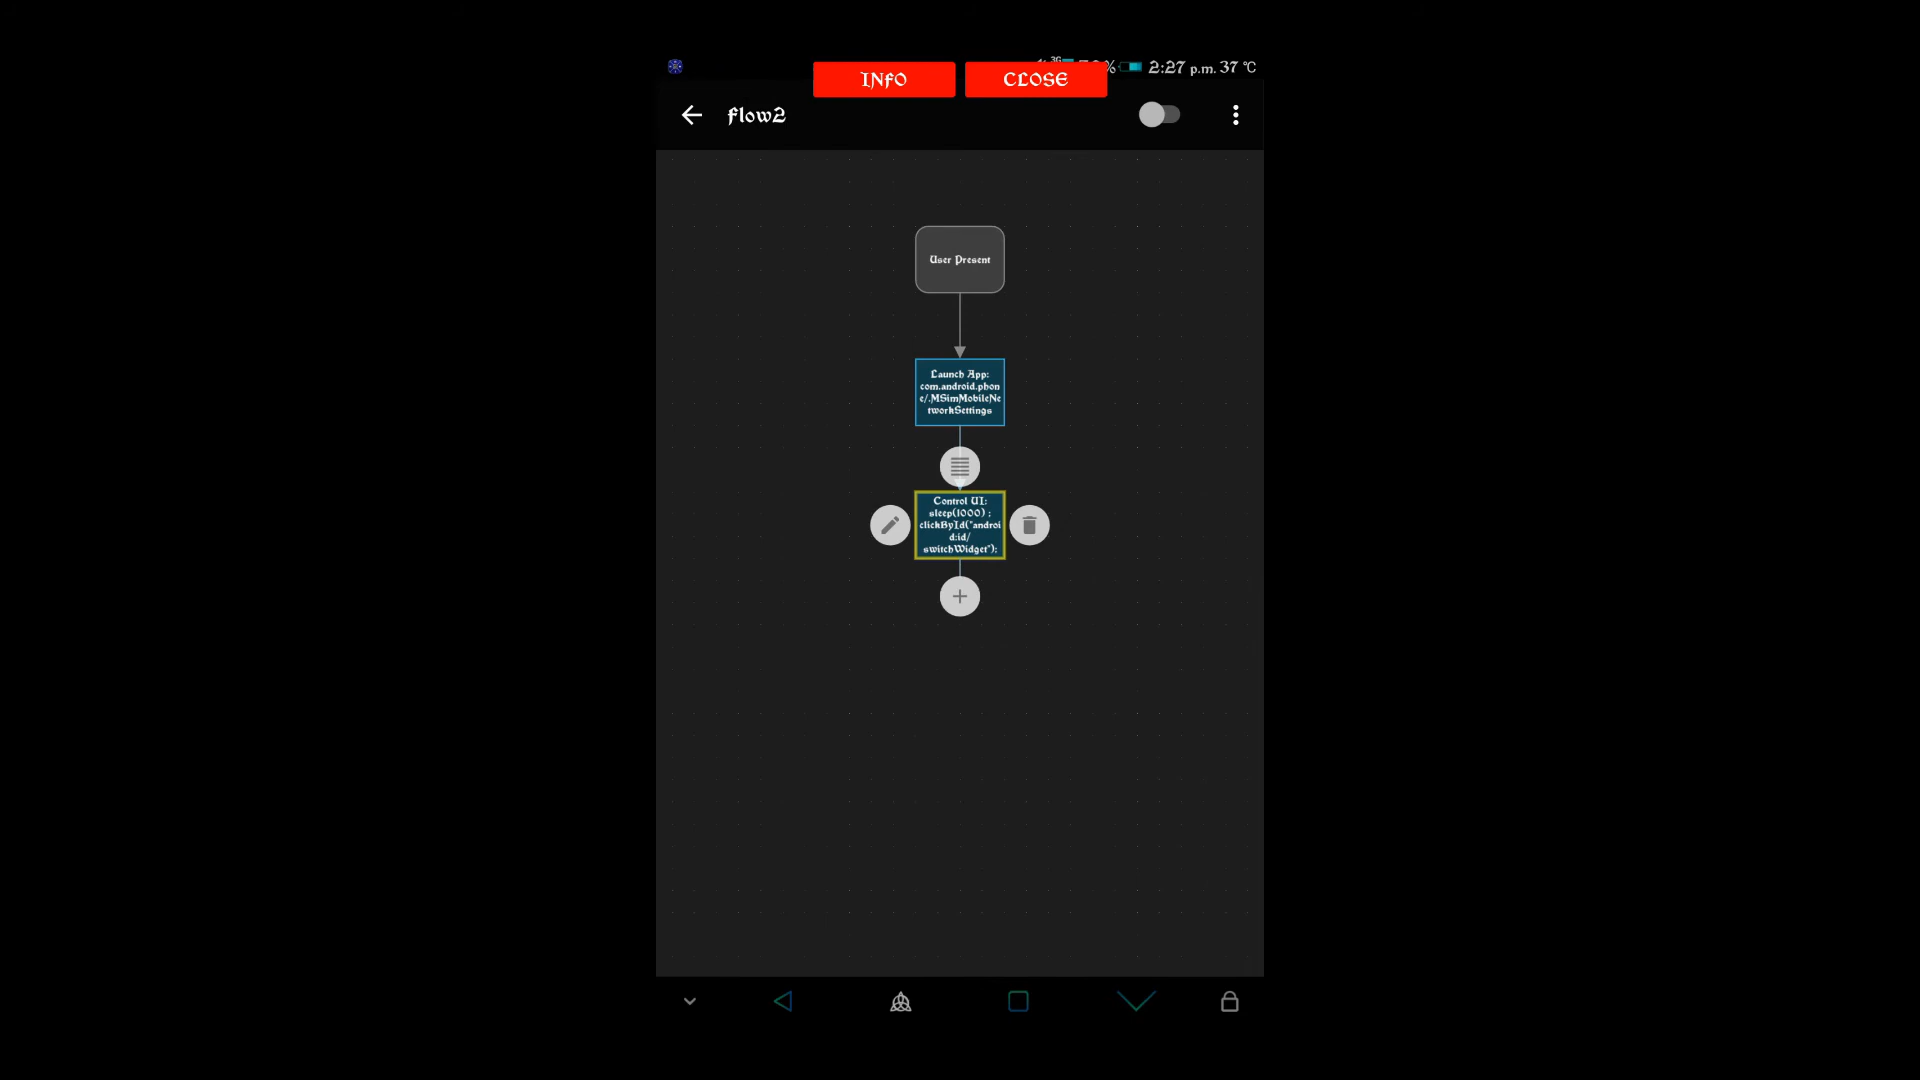 2:27 p.m. 37 °C
INFO
CLOSE
flow2
User Present
Launch App:
com.android.phon
e/.MSimMobileNe
tworkSettings
Control UI:
sleep(1000) ;
clickById("androi
d:id/
switchWidget");